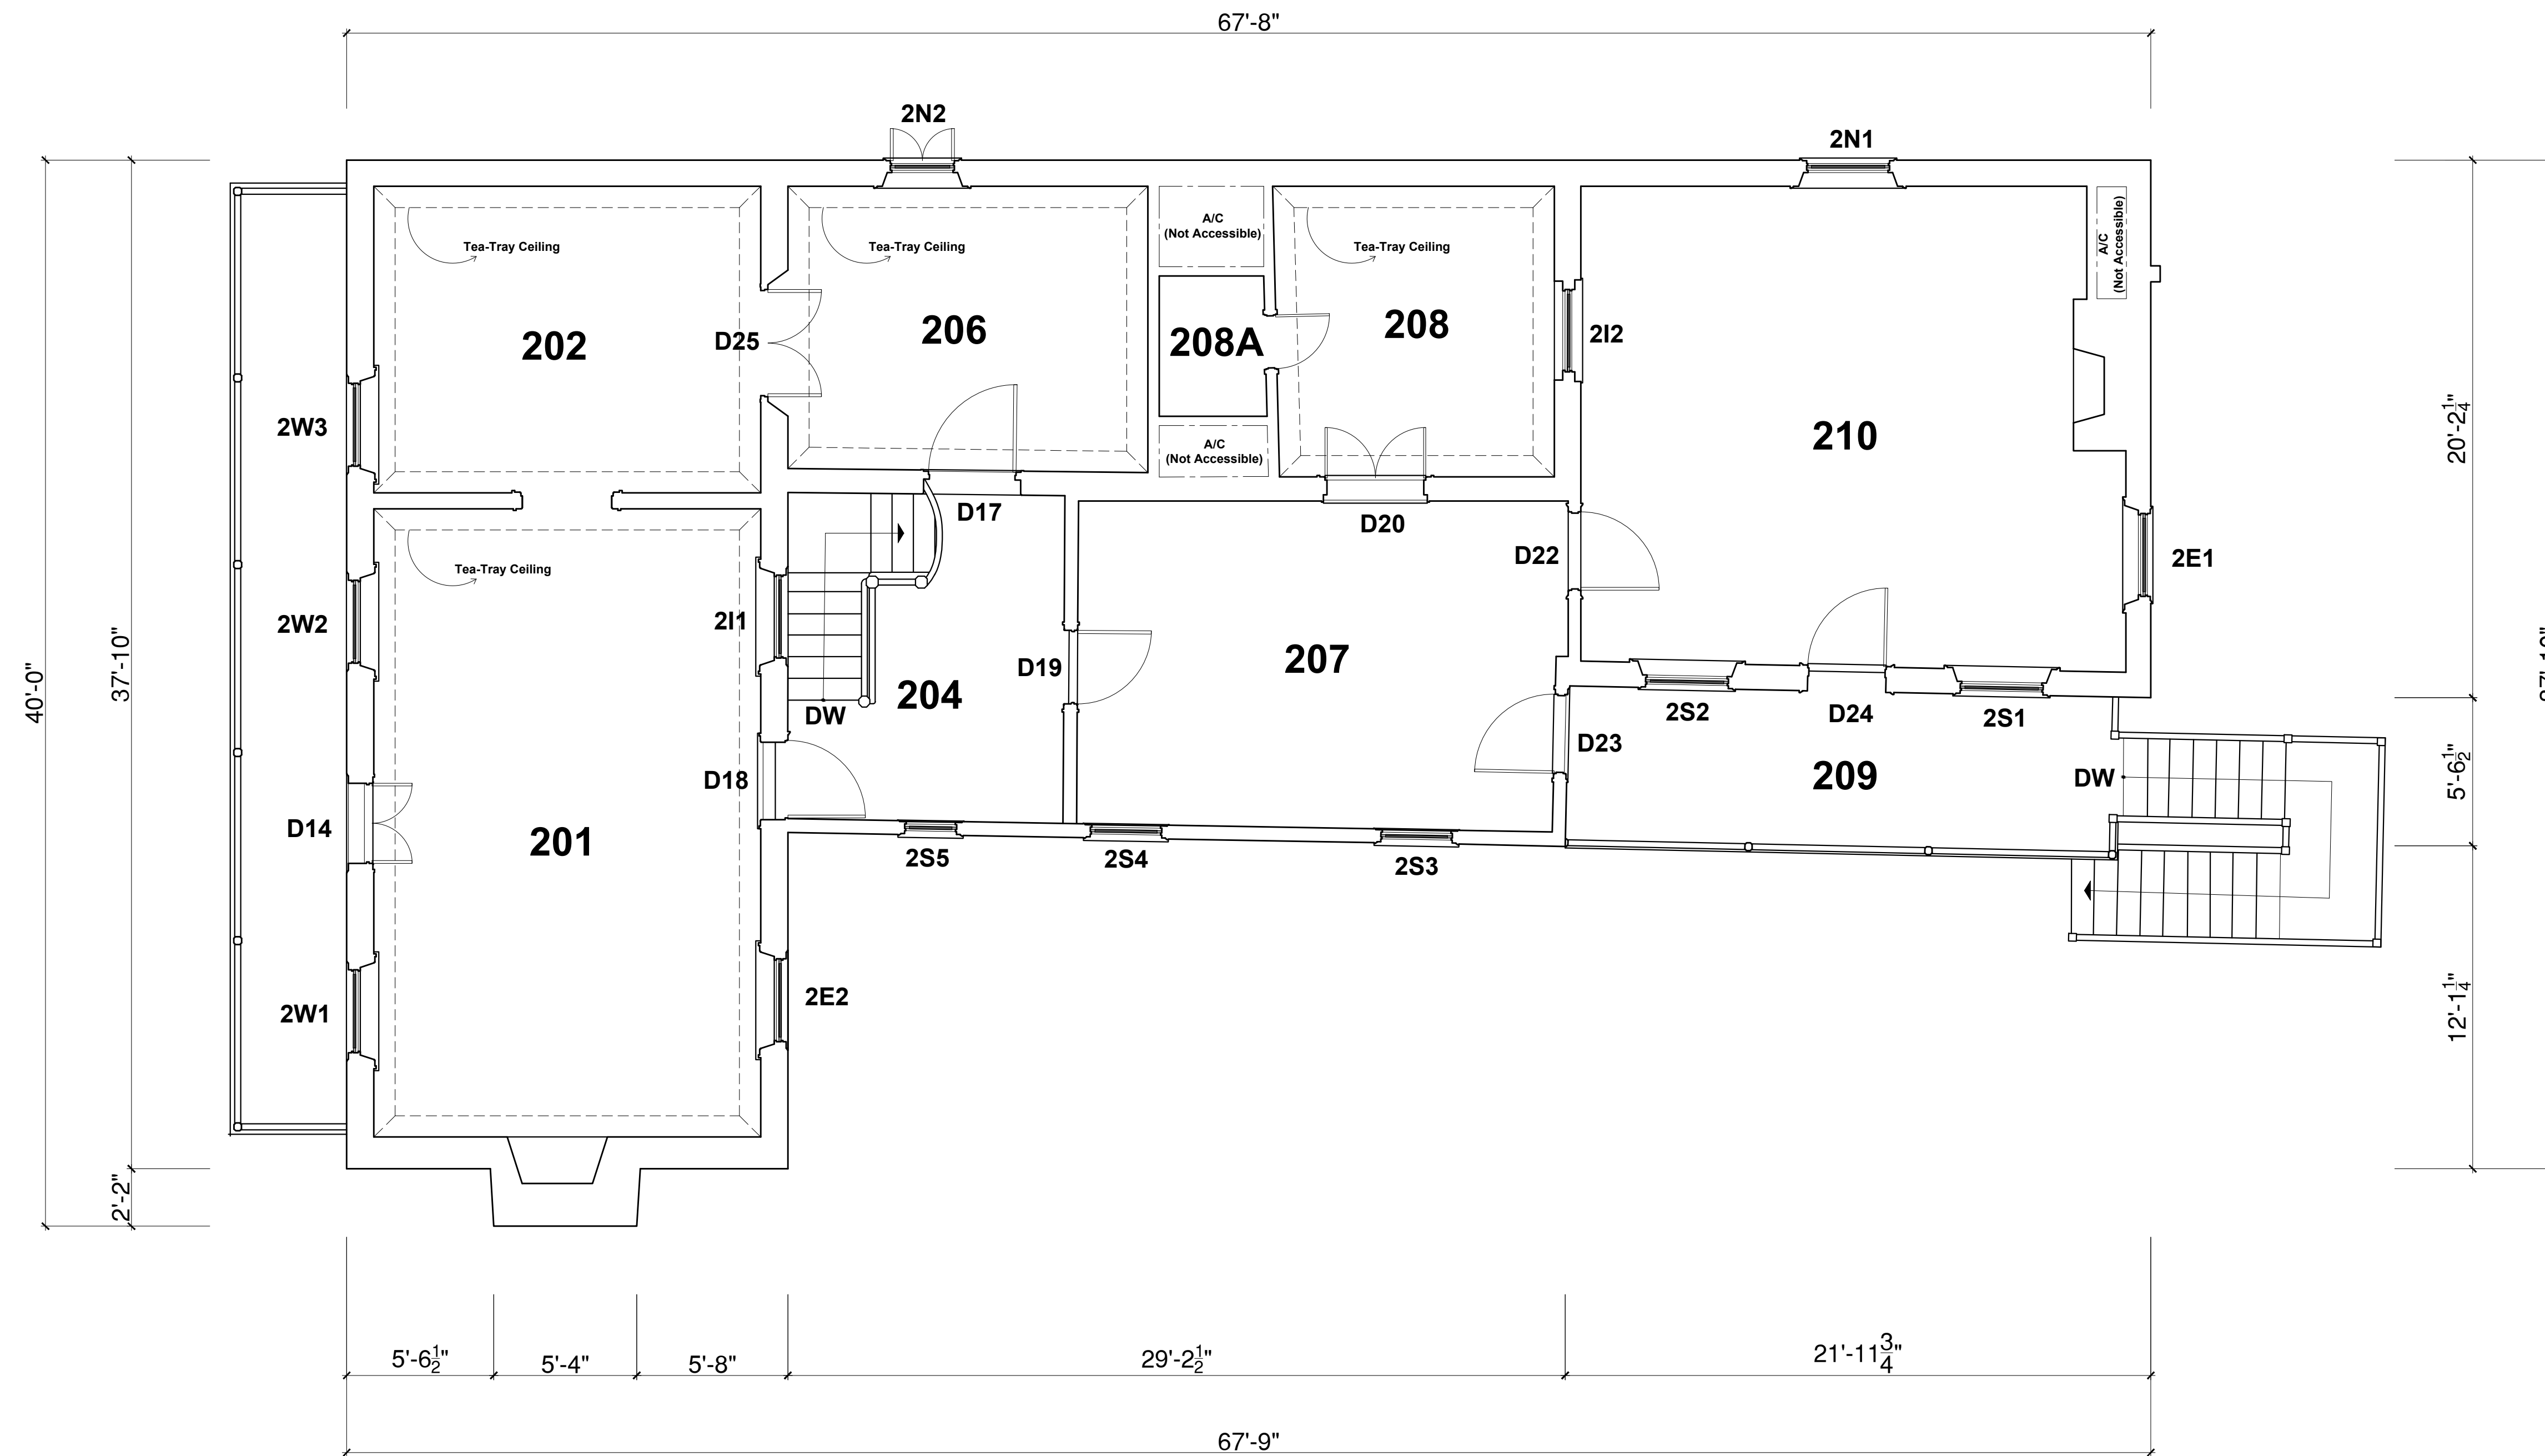 67'-8"
2N2
2N1
A/C
(Not Accessible)
A/C
(Not Accessible)
Tea-Tray Ceiling
Tea-Tray Ceiling
Tea-Tray Ceiling
202
D25
206
208A
208
2I2
2W3
210
20'-2 1/4"
A/C
(Not Accessible)
D17
D20
D22
2E1
Tea-Tray Ceiling
2W2
2I1
D19
207
40'-0"
37'-10"
204
DW
2S2
D24
2S1
D23
D18
209
DW
5'-6 1/2"
D14
201
2S5
2S4
2S3
2W1
2E2
12'-1 1/4"
2'-2"
5'-6 1/2"
5'-4"
5'-8"
29'-2 1/2"
21'-11 3/4"
67'-9"